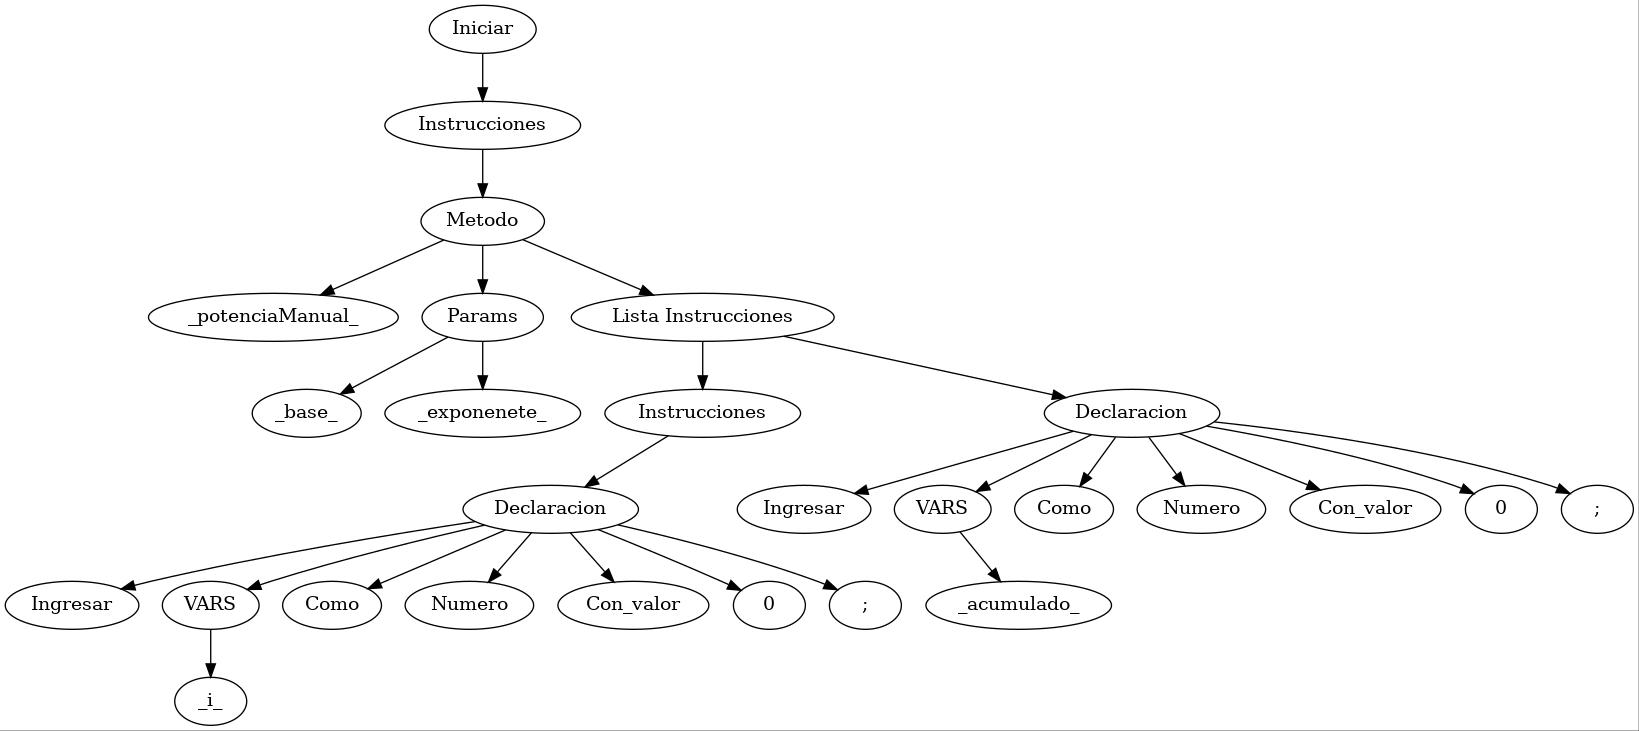 Iniciar
Instrucciones
Metodo
_potenciaManual_ Params Lista Instrucciones
_base_ _exponenete_ Instrucciones Declaracion
Declaracion Ingresar VARS Como Numero Con_valor 0 ;
Ingresar VARS Como Numero Con_valor 0 ; _acumulado_
_i_